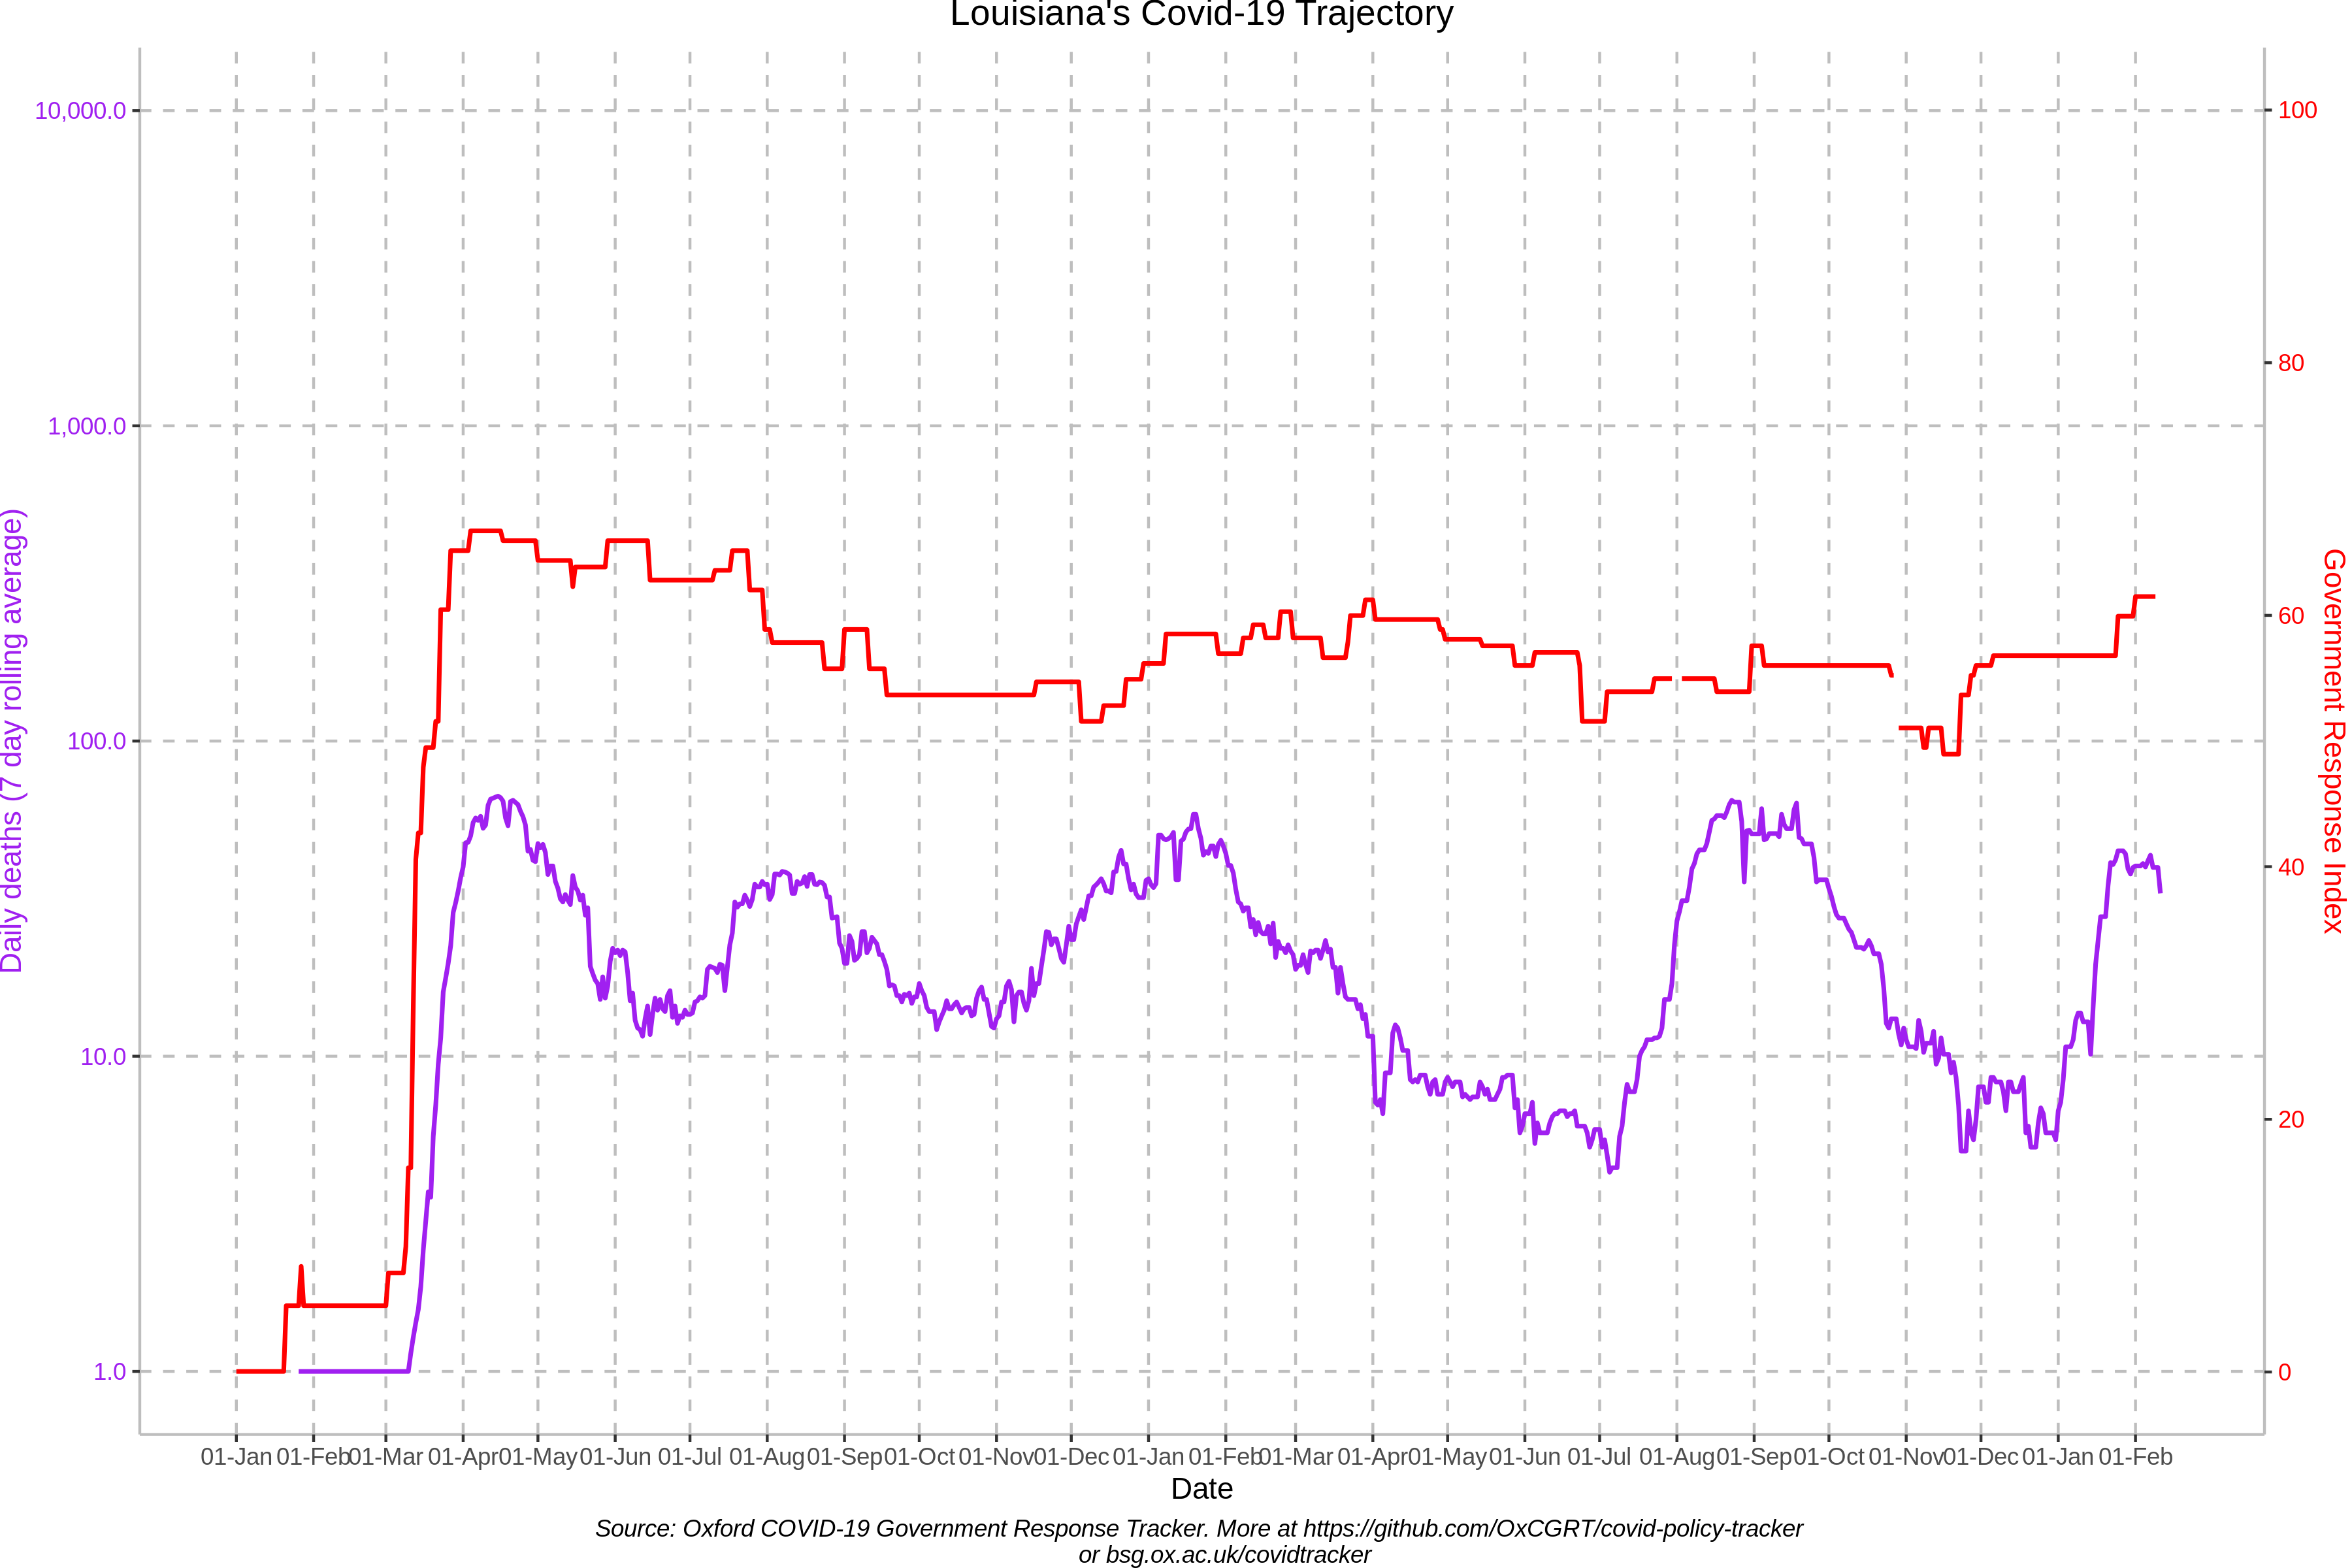 Louisiana's Covid-19 Trajectory
10,000.0
1,000.0
100.0
10.0
1.0
Daily deaths (7 day rolling average)
100
80
60
40
20
0
Government Response Index
01-Jan 01-Feb 01-Mar 01-Apr 01-May 01-Jun 01-Jul 01-Aug 01-Sep 01-Oct 01-Nov 01-Dec 01-Jan 01-Feb 01-Mar 01-Apr 01-May 01-Jun 01-Jul 01-Aug 01-Sep 01-Oct 01-Nov 01-Dec 01-Jan 01-Feb
Date
Source: Oxford COVID-19 Government Response Tracker. More at https://github.com/OxCGRT/covid-policy-tracker
or bsg.ox.ac.uk/covidtracker